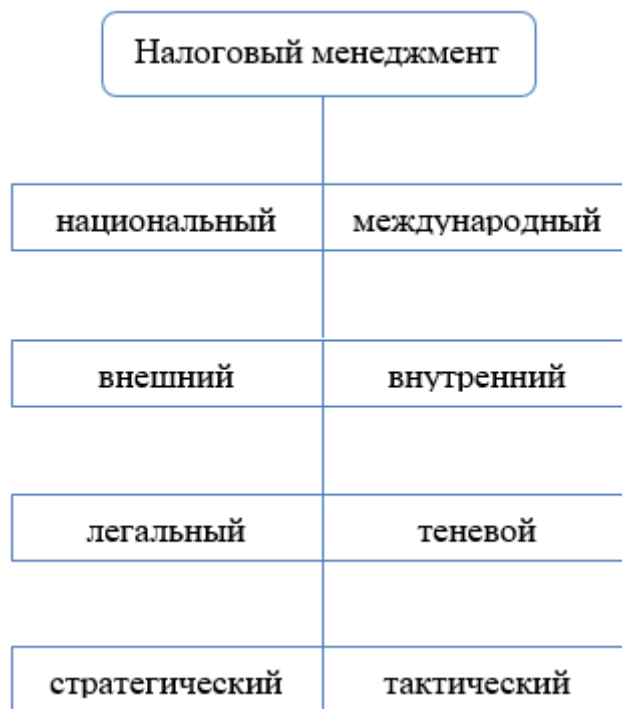 Налоговый менеджмент
национальный международный
внешний внутренний
легальный теневой
стратегический тактический